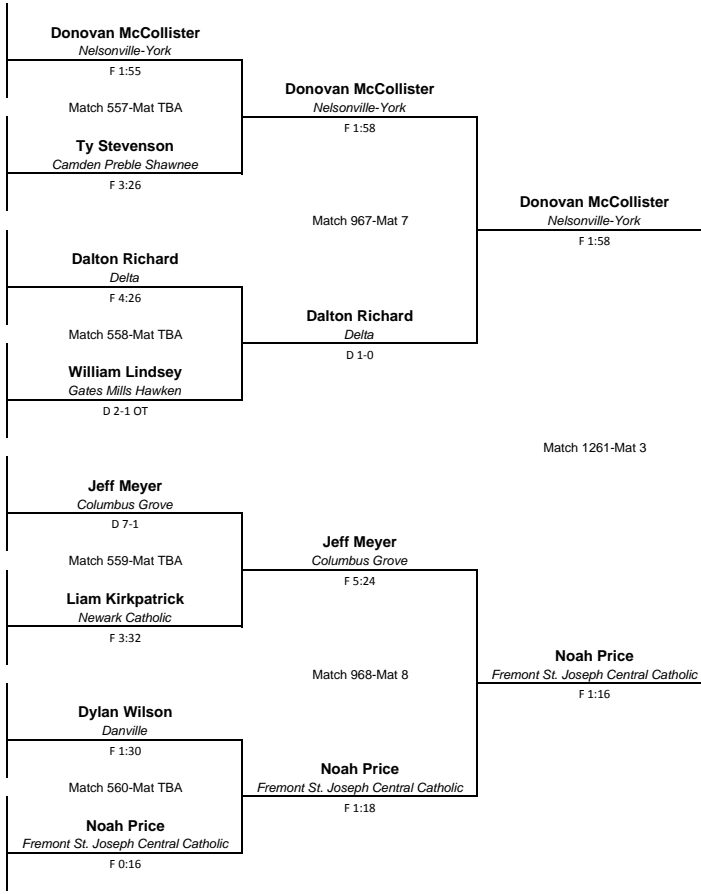 Donovan McCollister
Nelsonville-York
F 1:55
Match 557-Mat TBA
Ty Stevenson
Camden Preble Shawnee
F 3:26
Donovan McCollister
Nelsonville-York
F 1:58
Match 967-Mat 7
Donovan McCollister
Nelsonville-York
F 1:58
Dalton Richard
Delta
F 4:26
Match 558-Mat TBA
William Lindsey
Gates Mills Hawken
D 2-1 OT
Dalton Richard
Delta
D 1-0
Match 1261-Mat 3
Jeff Meyer
Columbus Grove
D 7-1
Match 559-Mat TBA
Liam Kirkpatrick
Newark Catholic
F 3:32
Jeff Meyer
Columbus Grove
F 5:24
Match 968-Mat 8
Noah Price
Fremont St. Joseph Central Catholic
F 1:16
Dylan Wilson
Danville
F 1:30
Match 560-Mat TBA
Noah Price
Fremont St. Joseph Central Catholic
F 0:16
Noah Price
Fremont St. Joseph Central Catholic
F 1:18